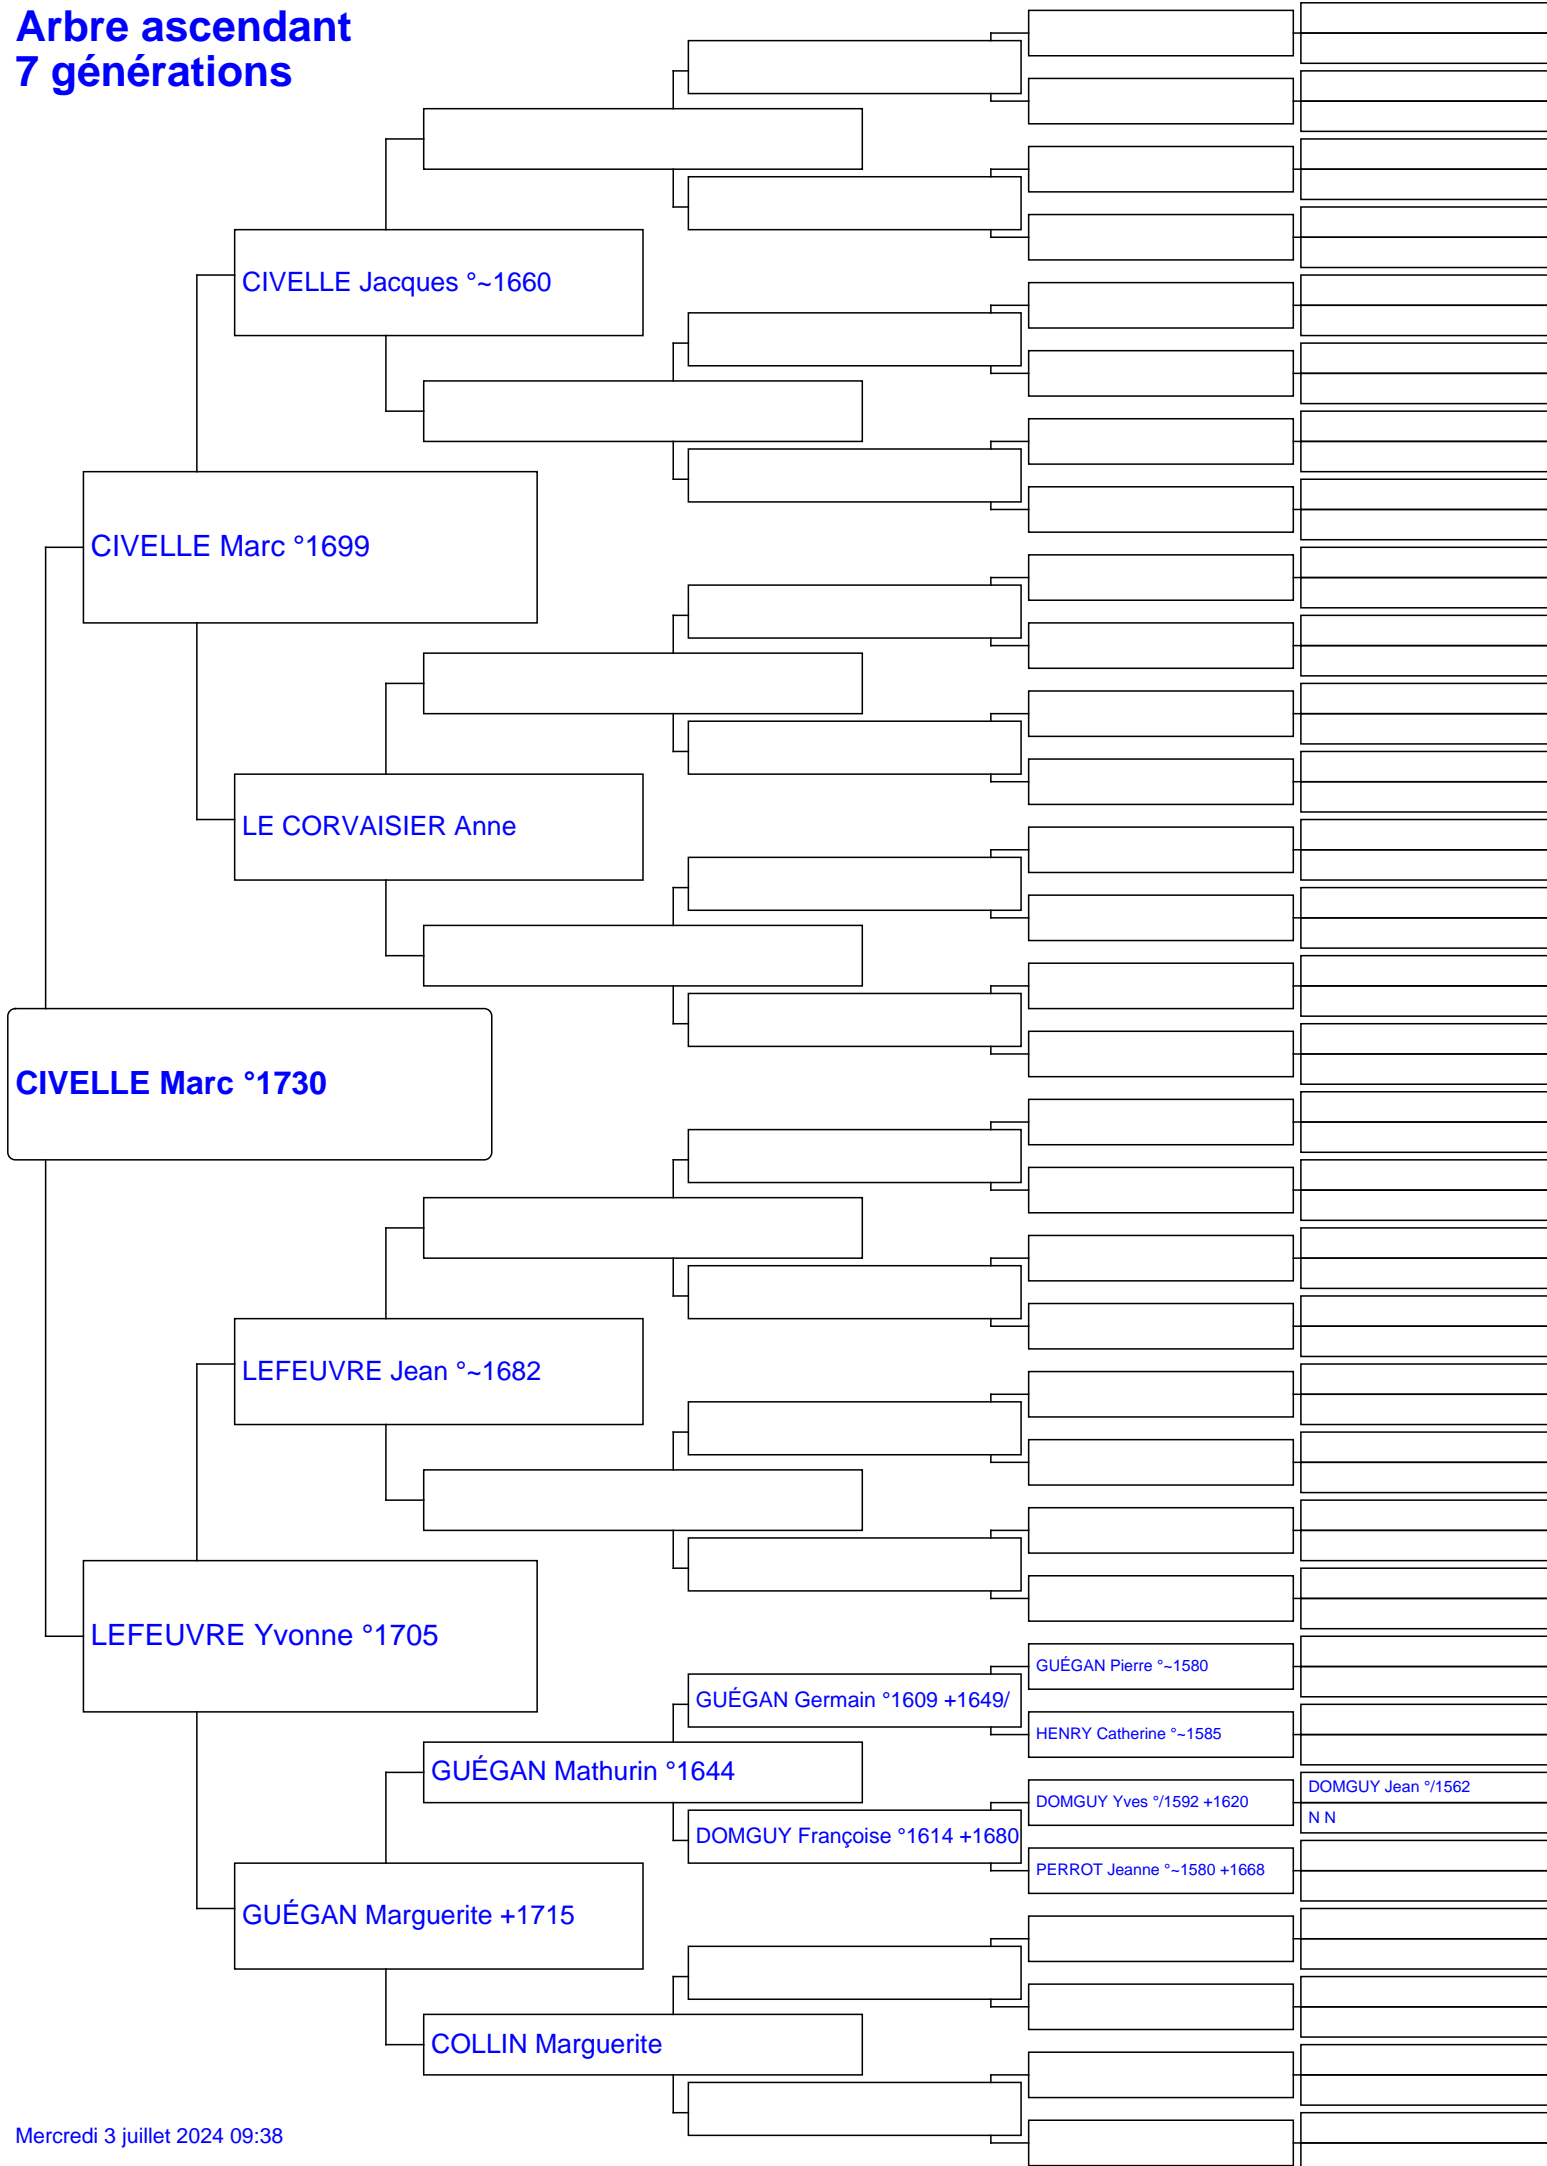 Arbre ascendant
7 générations
CIVELLE Jacques °~1660
CIVELLE Marc °1699
LE CORVAISIER Anne
CIVELLE Marc °1730
LEFEUVRE Jean °~1682
LEFEUVRE Yvonne °1705
GUÉGAN Pierre °~1580
GUÉGAN Germain °1609 +1649/
HENRY Catherine °~1585
GUÉGAN Mathurin °1644
DOMGUY Jean °/1562
DOMGUY Yves °/1592 +1620
N N
DOMGUY Françoise °1614 +1680
PERROT Jeanne °~1580 +1668
GUÉGAN Marguerite +1715
COLLIN Marguerite
Mercredi 3 juillet 2024 09:38